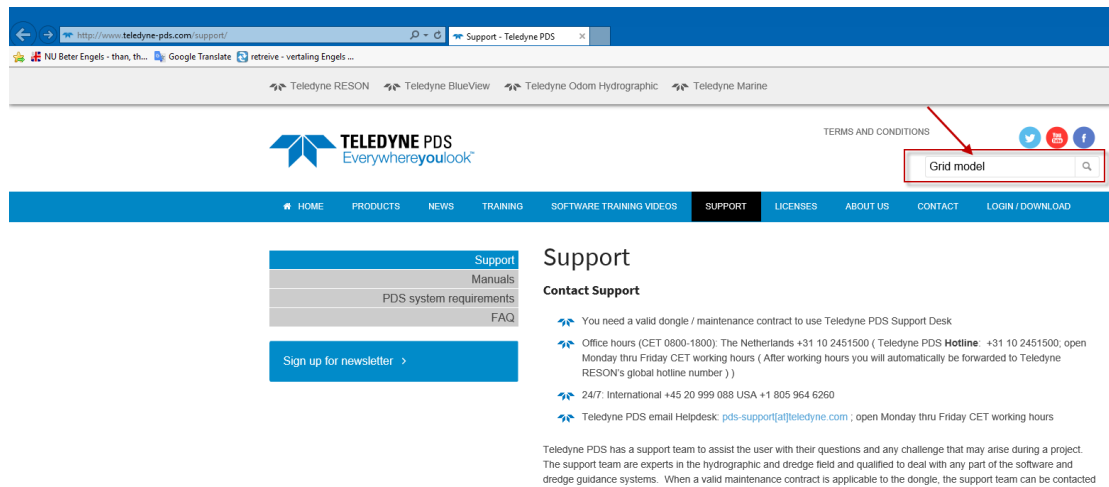 http://www.teledyne-pds.com/support/
Support - Teledyne PDS
NU Beter Engels - than, th... Google Translate retreive - vertaling Engels ...
Teledyne RESON Teledyne BlueView Teledyne Odom Hydrographic Teledyne Marine
TERMS AND CONDITIONS
TELEDYNE PDS
Everywhereyoulook™
Grid model
HOME PRODUCTS NEWS TRAINING SOFTWARE TRAINING VIDEOS SUPPORT LICENSES ABOUT US CONTACT LOGIN / DOWNLOAD
Support
Manuals
PDS system requirements
FAQ
Sign up for newsletter >
Support
Contact Support
You need a valid dongle / maintenance contract to use Teledyne PDS Support Desk
Office hours (CET 0800-1800): The Netherlands +31 10 2451500 ( Teledyne PDS Hotline: +31 10 2451500; open
Monday thru Friday CET working hours ( After working hours you will automatically be forwarded to Teledyne
RESON's global hotline number ) )
24/7: International +45 20 999 088 USA +1 805 964 6260
Teledyne PDS email Helpdesk: pds-support[at]teledyne.com ; open Monday thru Friday CET working hours
Teledyne PDS has a support team to assist the user with their questions and any challenge that may arise during a project.
The support team are experts in the hydrographic and dredge field and qualified to deal with any part of the software and
dredge guidance systems. When a valid maintenance contract is applicable to the dongle, the support team can be contacted